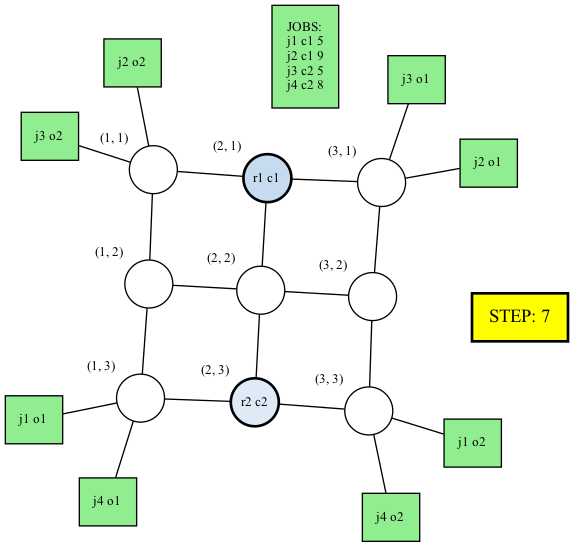 JOBS:
j1 c1 5
j2 c1 9
j3 c2 5
j4 c2 8
j2 o2
j3 o1
j3 o2
(1, 1)
(2, 1)
(3, 1)
j2 o1
r1 c1
(1, 2)
(2, 2)
(3, 2)
STEP: 7
(1, 3)
(2, 3)
(3, 3)
r2 c2
j1 o1
j1 o2
j4 o1
j4 o2